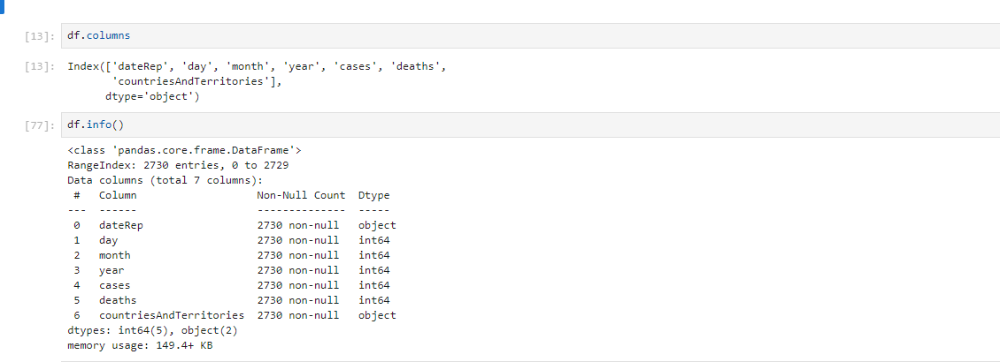 [13]: df.columns
[13]: Index(['dateRep', 'day', 'month', 'year', 'cases', 'deaths',
'countriesAndTerritories'],
dtype='object')
[77]: df.info()
<class 'pandas.core.frame.DataFrame'>
RangeIndex: 2730 entries, 0 to 2729
Data columns (total 7 columns):
# Column Non-Null Count Dtype
--- ------ -------------- -----
0 dateRep 2730 non-null object
1 day 2730 non-null int64
2 month 2730 non-null int64
3 year 2730 non-null int64
4 cases 2730 non-null int64
5 deaths 2730 non-null int64
6 countriesAndTerritories 2730 non-null object
dtypes: int64(5), object(2)
memory usage: 149.4+ KB